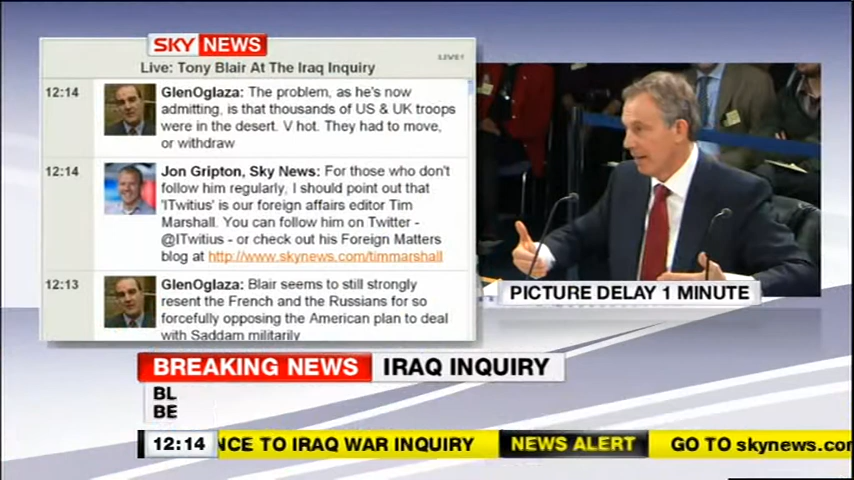 SKY NEWS
LIVE!
Live: Tony Blair At The Iraq Inquiry
12:14
GlenOglaza: The problem, as he's now
admitting, is that thousands of US & UK troops
were in the desert. V hot. They had to move,
or withdraw
12:14
Jon Gripton, Sky News: For those who don't
follow him regularly, I should point out that
'ITwitius' is our foreign affairs editor Tim
Marshall. You can follow him on Twitter -
@ITwitius - or check out his Foreign Matters
blog at http://www.skynews.com/timmarshall
12:13
GlenOglaza: Blair seems to still strongly
resent the French and the Russians for so
forcefully opposing the American plan to deal
with Saddam militarily
PICTURE DELAY 1 MINUTE
BREAKING NEWS IRAQ INQUIRY
BL
BE
12:14 NCE TO IRAQ WAR INQUIRY NEWS ALERT GO TO skynews.com